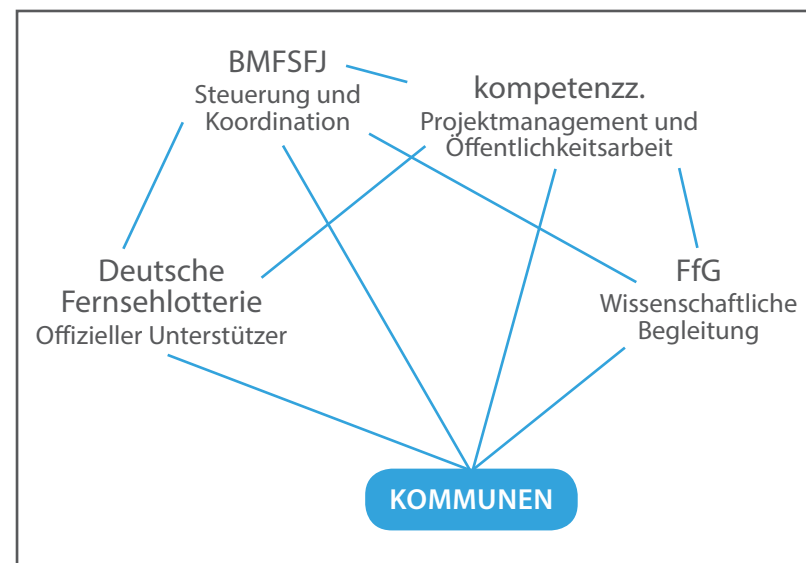 BMFSFJ
Steuerung und
Koordination
kompetenzz.
Projektmanagement und
Öffentlichkeitsarbeit
Deutsche
Fernsehlotterie
Offizieller Unterstützer
FfG
Wissenschaftliche
Begleitung
KOMMUNEN